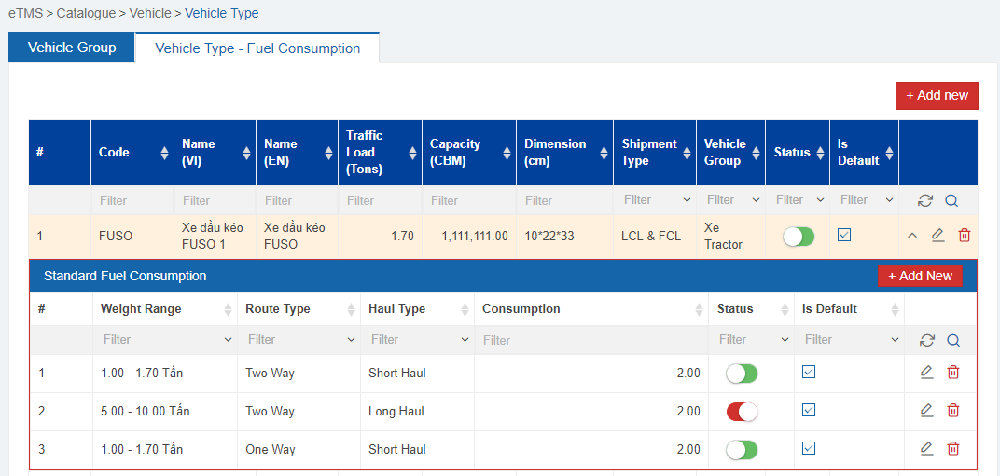 eTMS > Catalogue > Vehicle > Vehicle Type
Vehicle Group Vehicle Type - Fuel Consumption
+ Add new
# Code Name (VI) Name (EN) Traffic Load (Tons) Capacity (CBM) Dimension (cm) Shipment Type Vehicle Group Status Is Default
Filter Filter Filter Filter Filter Filter Filter Filter Filter Filter
1 FUSO Xe đầu kéo FUSO 1 Xe đầu kéo FUSO 1.70 1,111,111.00 10*22*33 LCL & FCL Xe Tractor
Standard Fuel Consumption + Add New
# Weight Range Route Type Haul Type Consumption Status Is Default
Filter Filter Filter Filter Filter Filter
1 1.00 - 1.70 Tấn Two Way Short Haul 2.00
2 5.00 - 10.00 Tấn Two Way Long Haul 2.00
3 1.00 - 1.70 Tấn One Way Short Haul 2.00